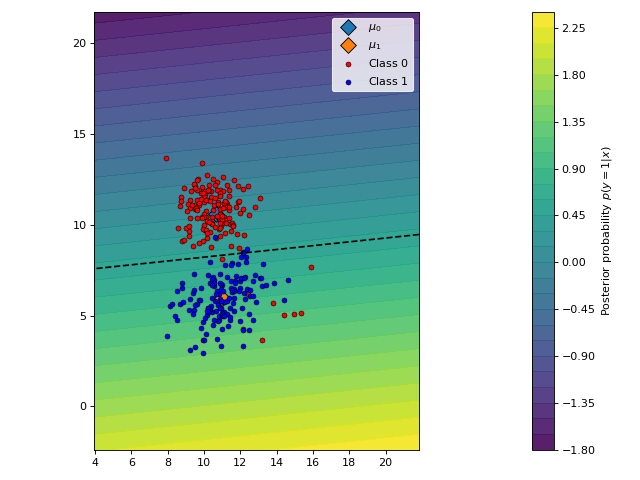 μ₀
μ₁
Class 0
Class 1
20
15
10
5
0
4 6 8 10 12 14 16 18 20
2.25
1.80
1.35
0.90
0.45
0.00
−0.45
−0.90
−1.35
−1.80
Posterior probability p(y = 1|x)